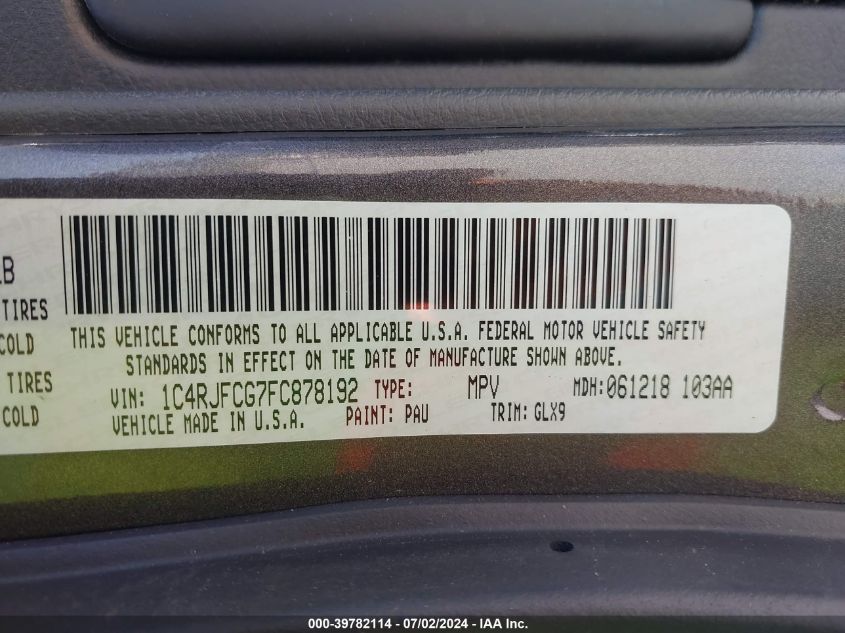 LB
TIRES
COLD
TIRES
COLD
THIS VEHICLE CONFORMS TO ALL APPLICABLE U.S.A. FEDERAL MOTOR VEHICLE SAFETY
STANDARDS IN EFFECT ON THE DATE OF MANUFACTURE SHOWN ABOVE.
VIN: 1C4RJFCG7FC878192 TYPE: MPV MDH:061218 103AA
VEHICLE MADE IN U.S.A. PAINT: PAU TRIM: GLX9
000-39782114 - 07/02/2024 - IAA Inc.